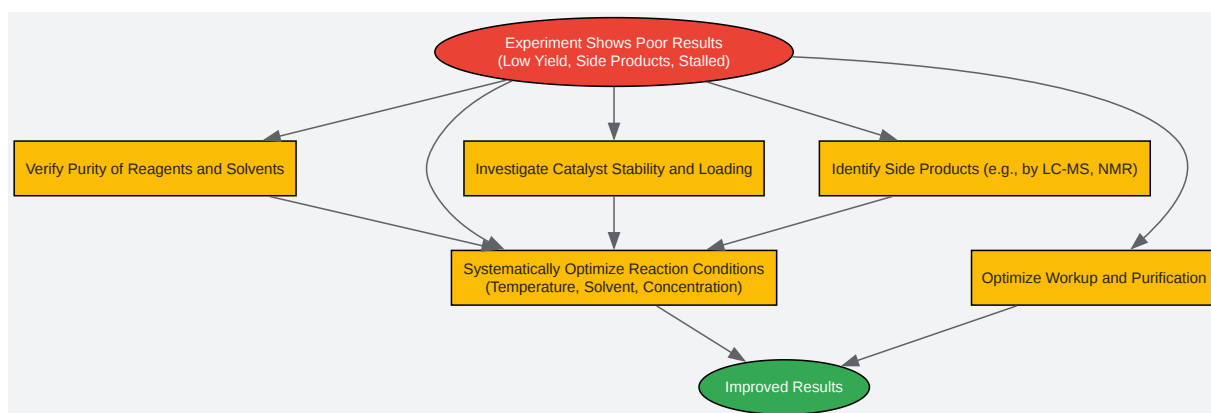 Experiment Shows Poor Results
(Low Yield, Side Products, Stalled)
Verify Purity of Reagents and Solvents
Investigate Catalyst Stability and Loading
Identify Side Products (e.g., by LC-MS, NMR)
Systematically Optimize Reaction Conditions
(Temperature, Solvent, Concentration)
Optimize Workup and Purification
Improved Results